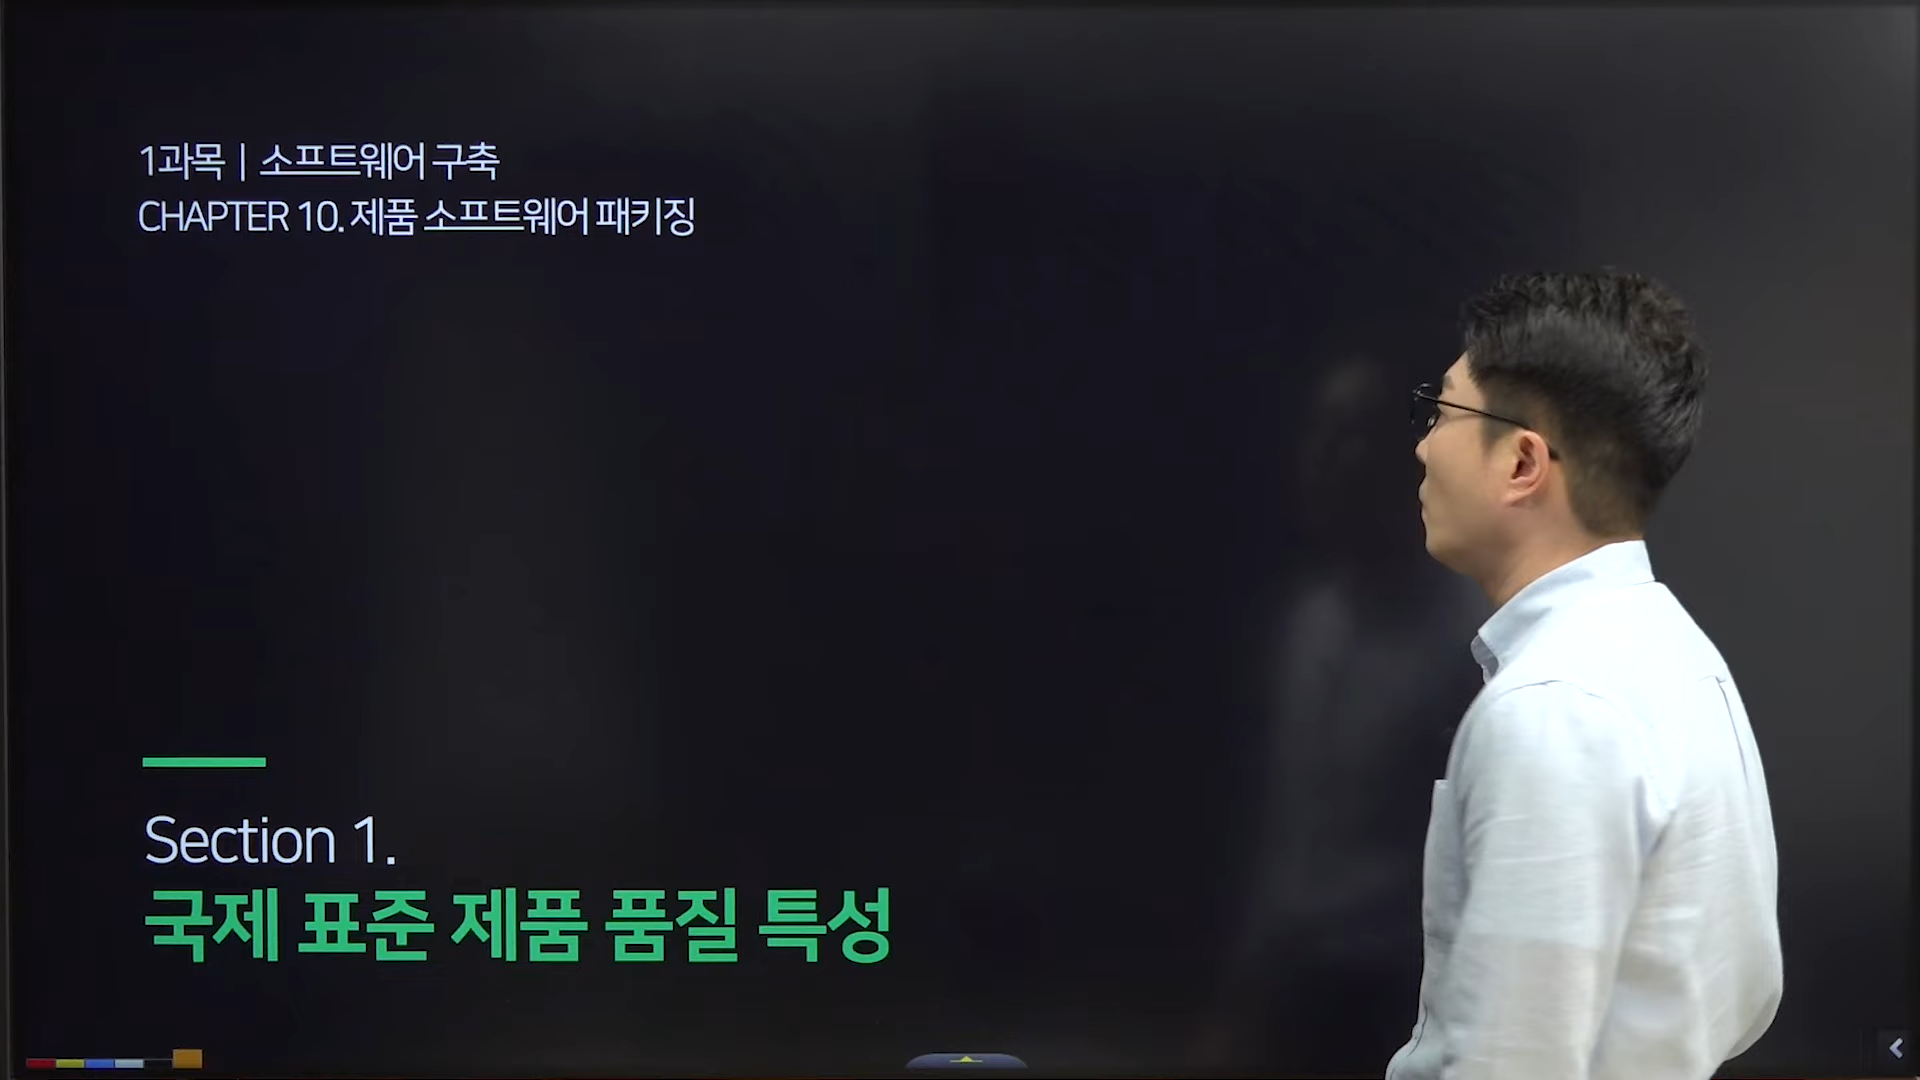 1과목 | 소프트웨어 구축
CHAPTER 10. 제품 소프트웨어 패키징
Section 1.
국제 표준 제품 품질 특성